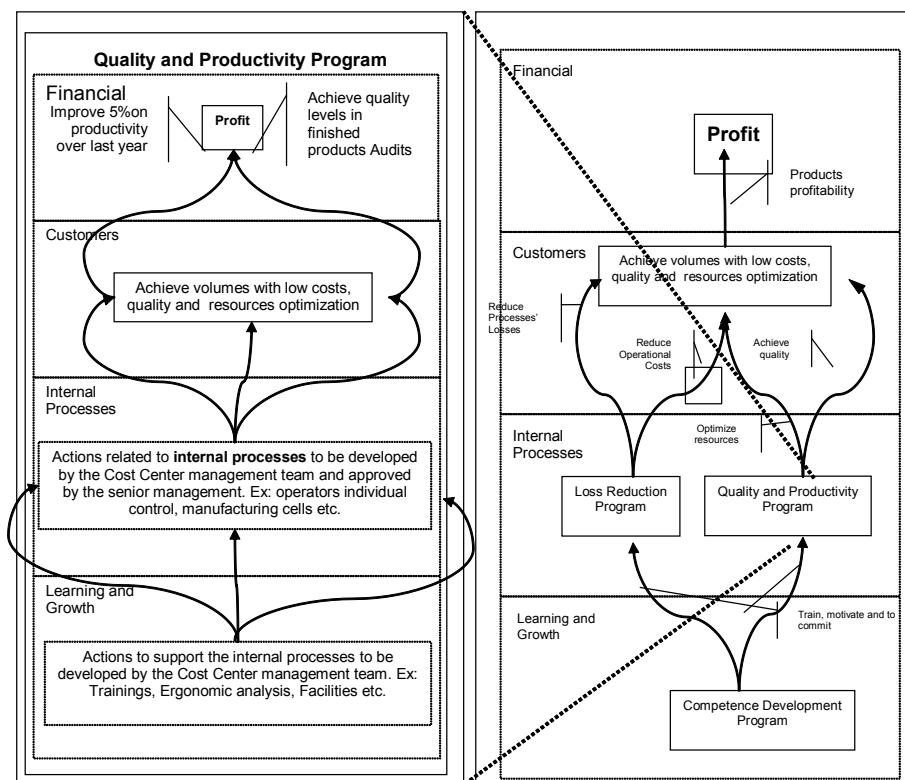 Quality and Productivity Program
Financial
Improve 5%on
productivity
over last year
Profit
Achieve quality
levels in
finished
products Audits
Customers
Achieve volumes with low costs,
quality and resources optimization
Internal
Processes
Actions related to internal processes to be developed
by the Cost Center management team and approved
by the senior management. Ex: operators individual
control, manufacturing cells etc.
Learning and
Growth
Actions to support the internal processes to be
developed by the Cost Center management team. Ex:
Trainings, Ergonomic analysis, Facilities etc.
Financial
Profit
Products
profitability
Customers
Achieve volumes with low costs,
quality and resources optimization
Reduce
Processes'
Losses
Reduce
Operational
Costs
Achieve
quality
Internal
Processes
Optimize
resources
Loss Reduction
Program
Quality and Productivity
Program
Learning and
Growth
Train, motivate and to
commit
Competence Development
Program